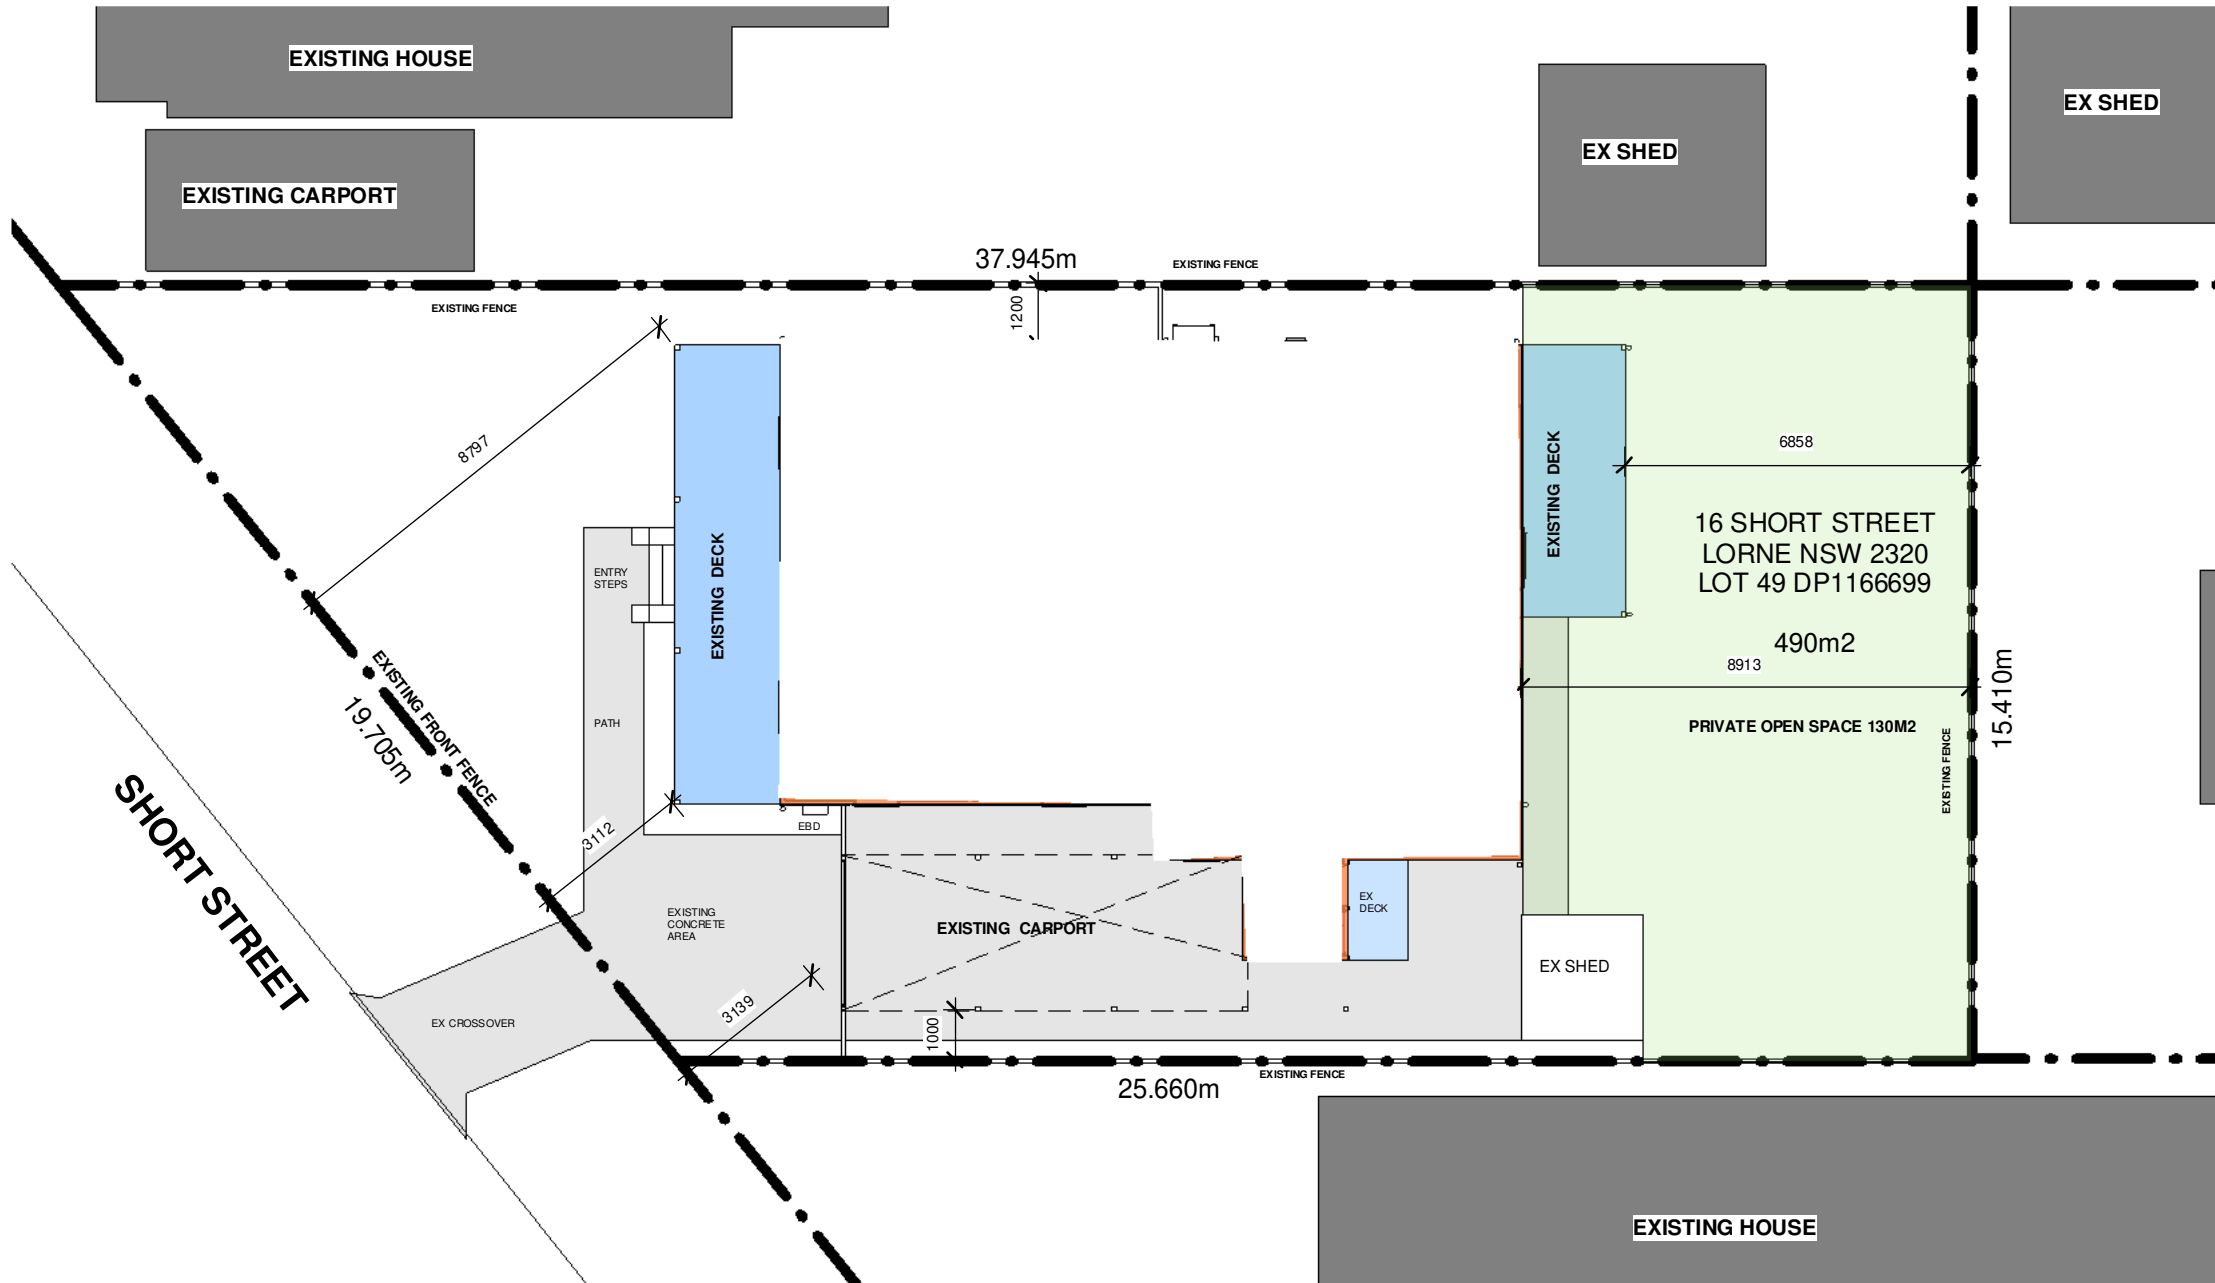 EXISTING HOUSE
EX SHED
EX SHED
EXISTING CARPORT
37.945m
EXISTING FENCE
EXISTING FENCE
1200
8797
6858
EXISTING DECK
16 SHORT STREET
LORNE NSW 2320
LOT 49 DP1166699
490m2
8913
15.410m
PRIVATE OPEN SPACE 130M2
EXISTING FENCE
ENTRY
STEPS
EXISTING DECK
PATH
EXISTING FRONT FENCE
19.705m
SHORT STREET
3112
EBD
EXISTING
CONCRETE
AREA
EXISTING CARPORT
EX
DECK
EX SHED
3139
1000
EX CROSSOVER
EXISTING FENCE
25.660m
EXISTING HOUSE